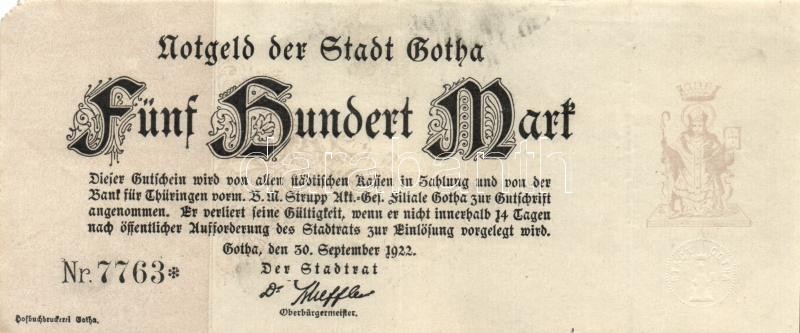 Notgeld der Stadt Gotha
Fünf Hundert Mark
Dieser Gutschein wird von allen städtischen Kassen in Zahlung und von der
Bank für Thüringen vorm. B. M. Strupp Akt.-Ges. Filiale Gotha zur Gutschrift
angenommen. Er verliert seine Gültigkeit, wenn er nicht innerhalb 14 Tagen
nach öffentlicher Aufforderung des Stadtrats zur Einlösung vorgelegt wird.
Gotha, den 30. September 1922.
Der Stadtrat
Nr. 7763*
Dr. Scheffler
Oberbürgermeister.
Hofbuchdruckerei Gotha.
darabanth